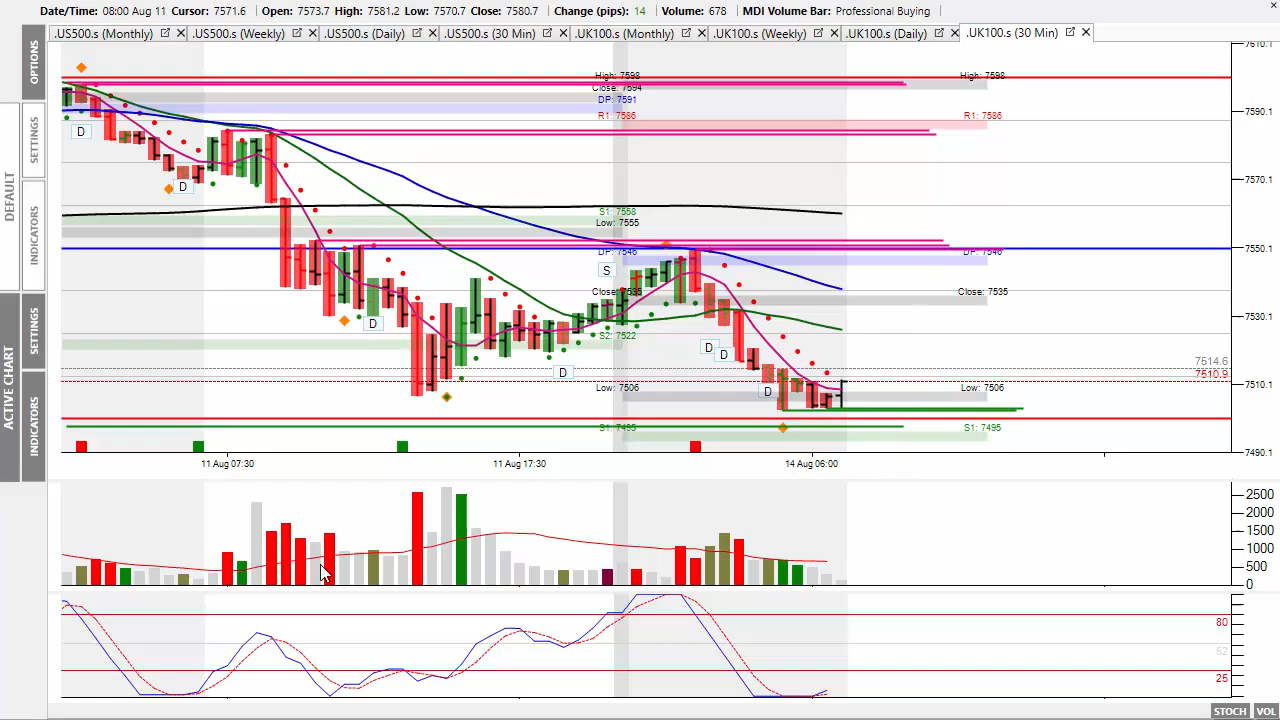 Date/Time: 08:00 Aug 11 Cursor: 7571.6 Open: 7573.7 High: 7581.2 Low: 7570.7 Close: 7580.7 Change (pips): 14 Volume: 678 MDI Volume Bar: Professional Buying
.US500.s (Monthly) .US500.s (Weekly) .US500.s (Daily) .US500.s (30 Min) .UK100.s (Monthly) .UK100.s (Weekly) .UK100.s (Daily) .UK100.s (30 Min)
OPTIONS
SETTINGS
INDICATORS
DEFAULT
SETTINGS
INDICATORS
ACTIVE CHART
7610.1
High: 7598 High: 7598
Close: 7594
DP: 7591
7590.1
R1: 7586 R1: 7586
D
7570.1
D
S1: 7558
Low: 7555
7550.1
DP: 7546 DP: 7546
S
Close: 7535 Close: 7535
7530.1
D
S2: 7522
D D
7514.6
D
7510.9
7510.1
Low: 7506 Low: 7506
D
S1: 7495 S1: 7495
7490.1
11 Aug 07:30 11 Aug 17:30 14 Aug 06:00
2500
2000
1500
1000
500
0
80
52
25
STOCH VOL